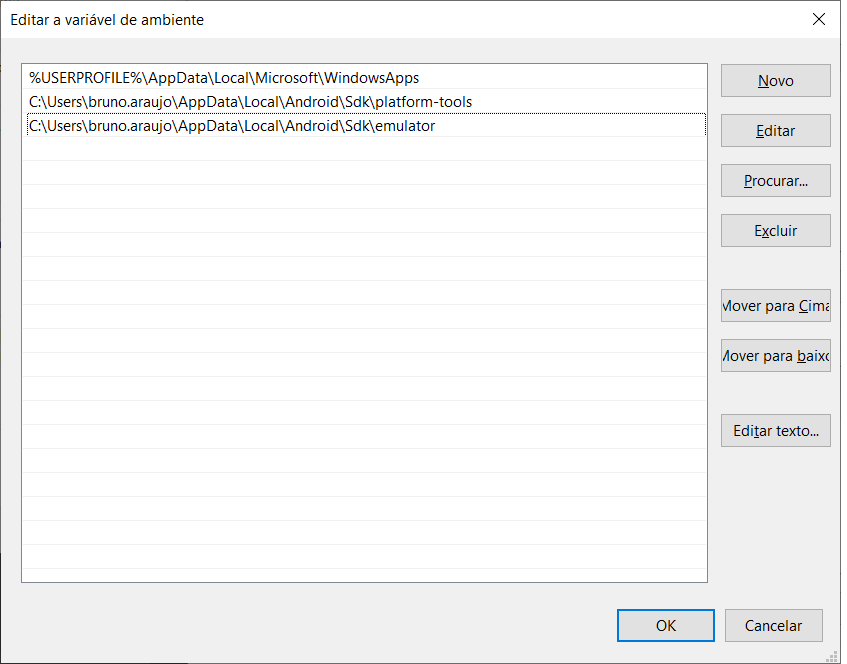 Editar a variável de ambiente
%USERPROFILE%\AppData\Local\Microsoft\WindowsApps
C:\Users\bruno.araujo\AppData\Local\Android\Sdk\platform-tools
C:\Users\bruno.araujo\AppData\Local\Android\Sdk\emulator
Novo
Editar
Procurar...
Excluir
Mover para Cima
Mover para baixo
Editar texto...
OK
Cancelar